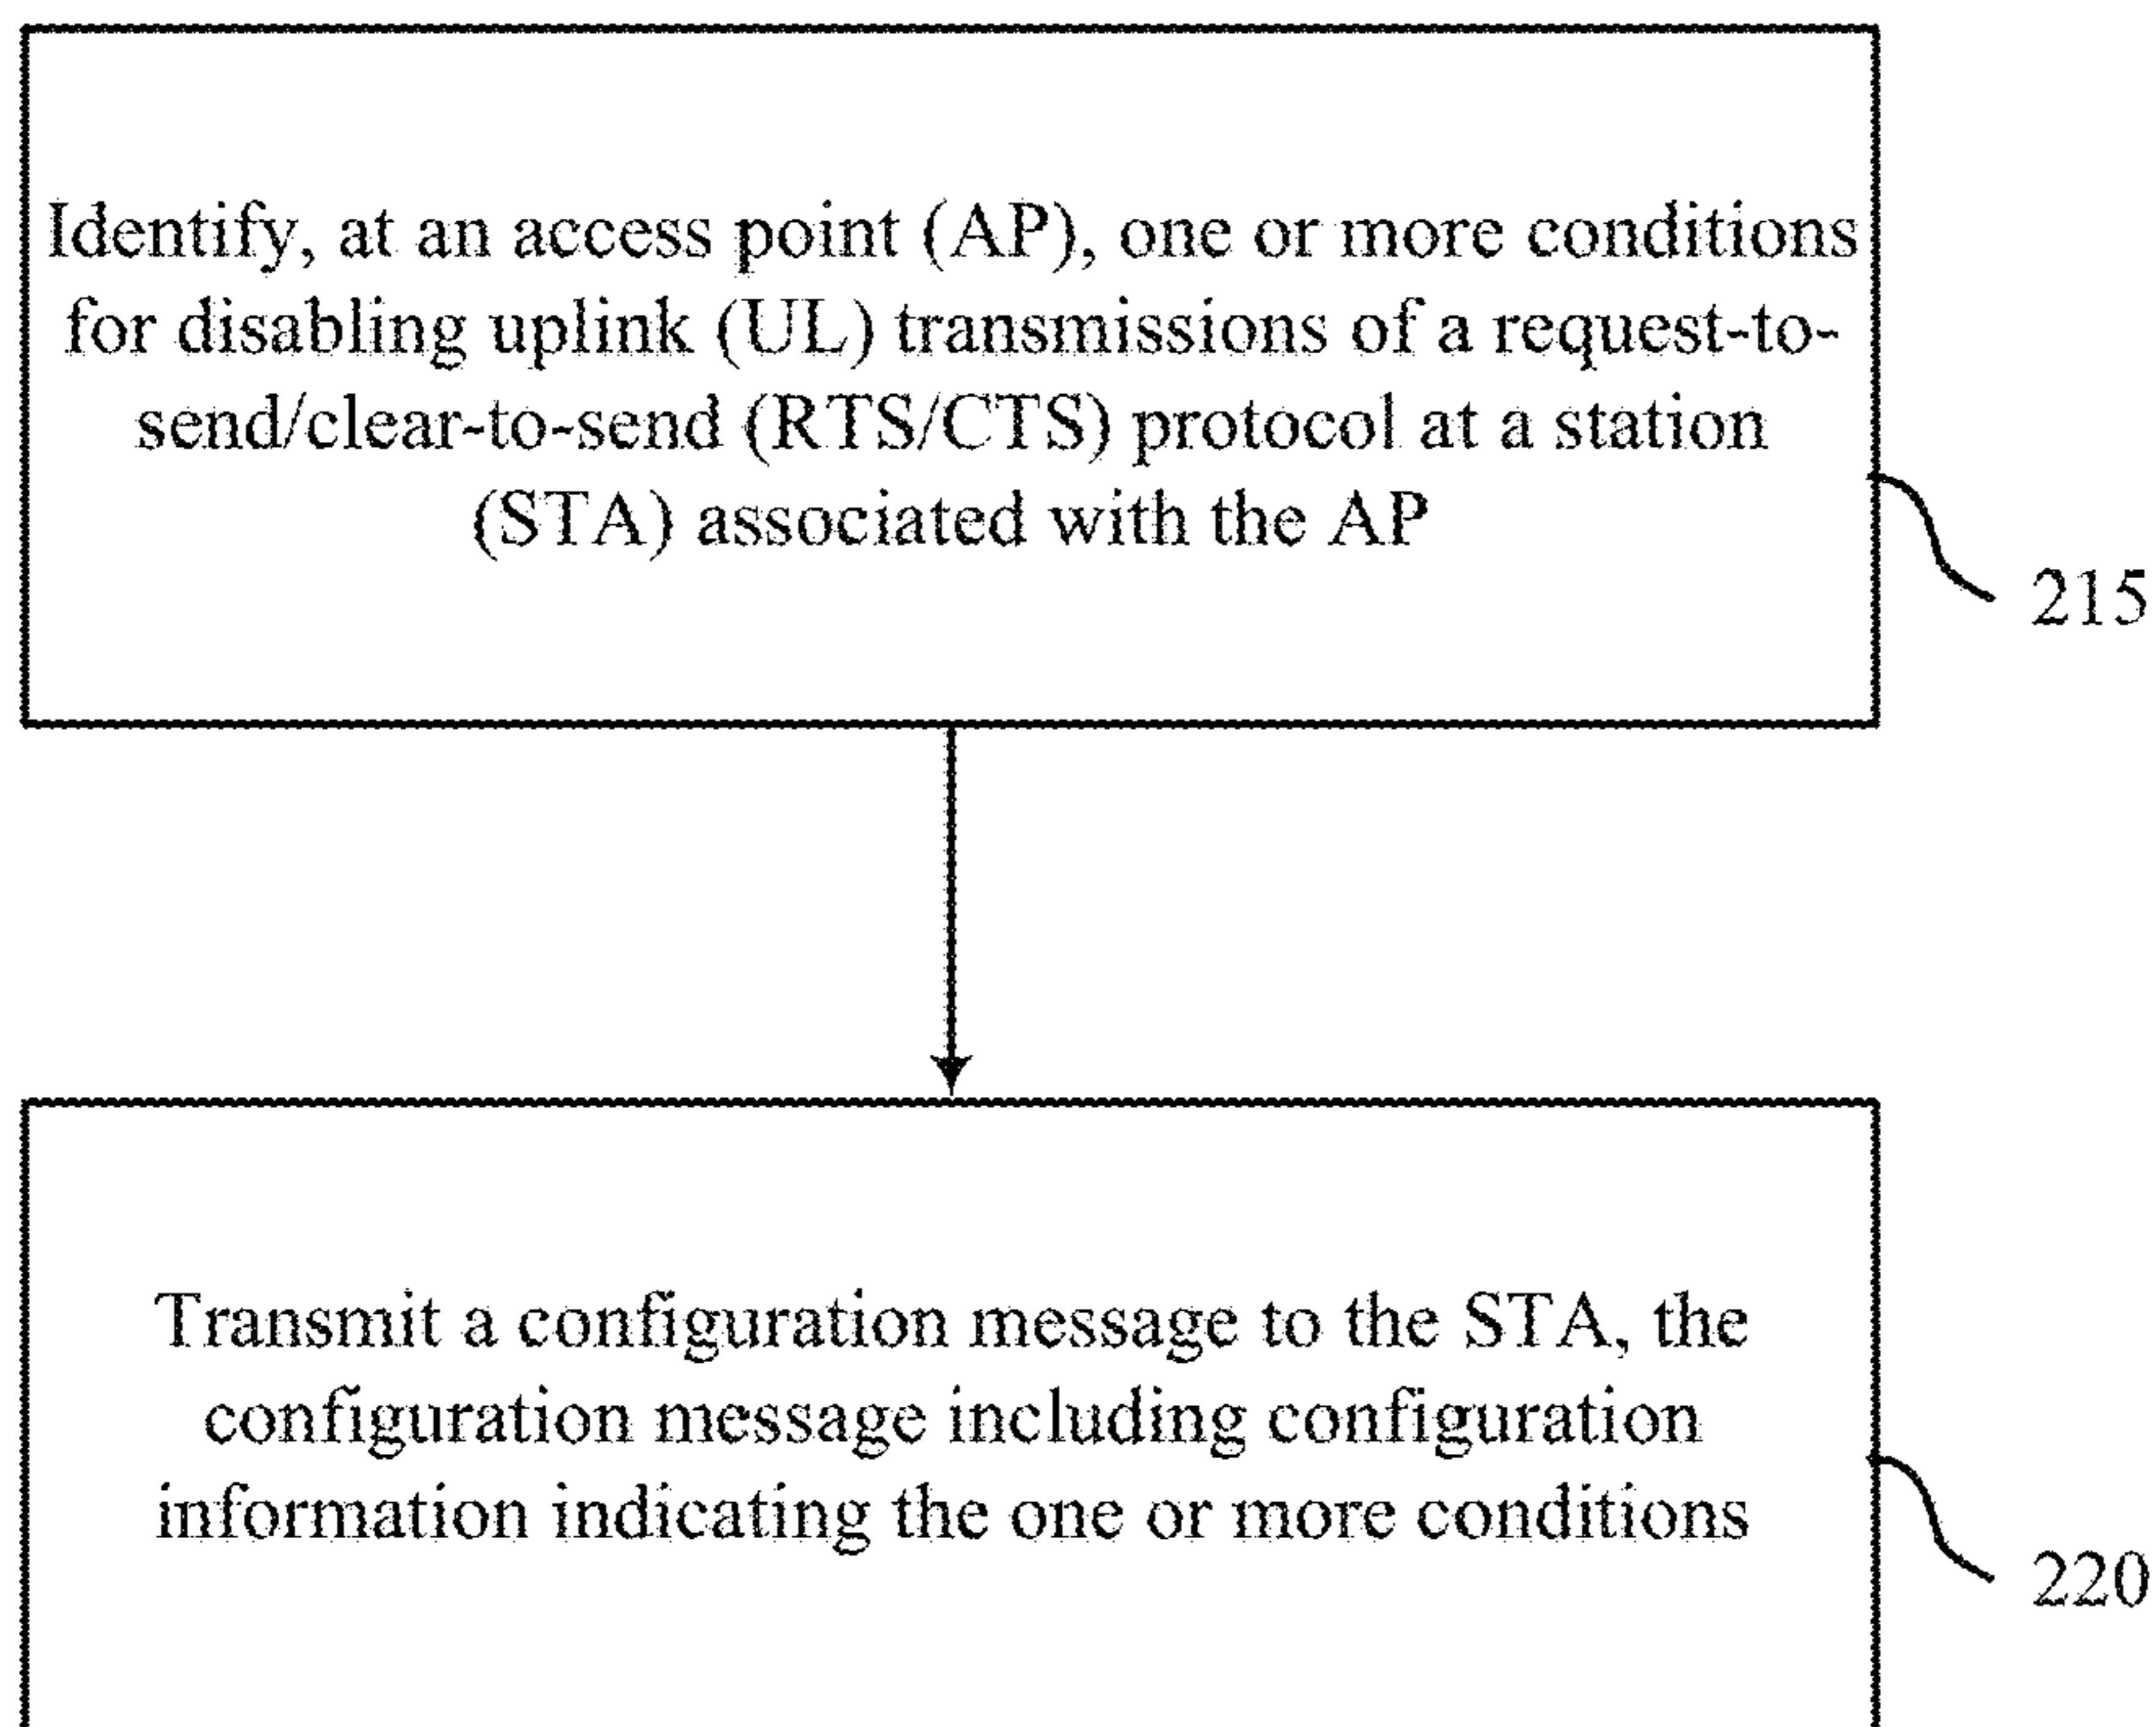 Identify, at an access point (AP), one or more conditions
for disabling uplink (UL) transmissions of a request-to-
send/clear-to-send (RTS/CTS) protocol at a station
(STA) associated with the AP
215
Transmit a configuration message to the STA, the
configuration message including configuration
information indicating the one or more conditions
220